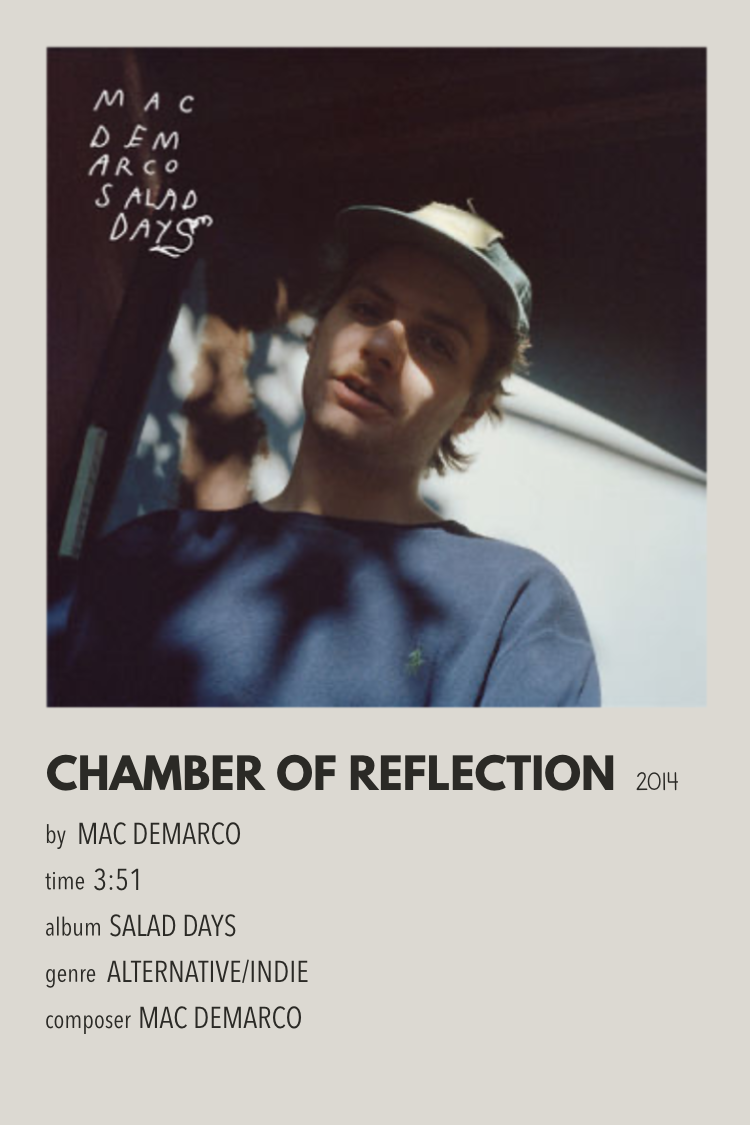 MAC
DEM
ARCO
SALAD
DAYS
CHAMBER OF REFLECTION 2014
by MAC DEMARCO
time 3:51
album SALAD DAYS
genre ALTERNATIVE/INDIE
composer MAC DEMARCO